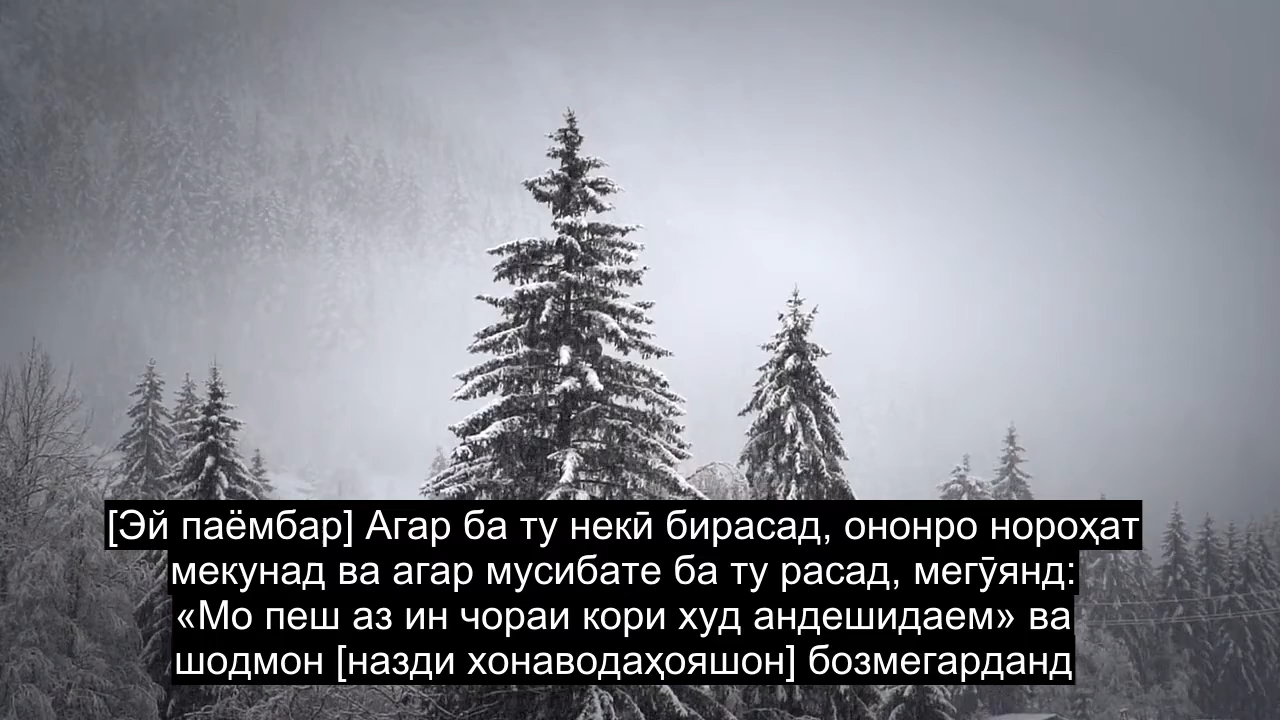 [Эй паёмбар] Агар ба ту некӣ бирасад, ононро нороҳат
мекунад ва агар мусибате ба ту расад, мегӯянд:
«Мо пеш аз ин чораи кори худ андешидаем» ва
шодмон [назди хонаводаҳояшон] бозмегарданд